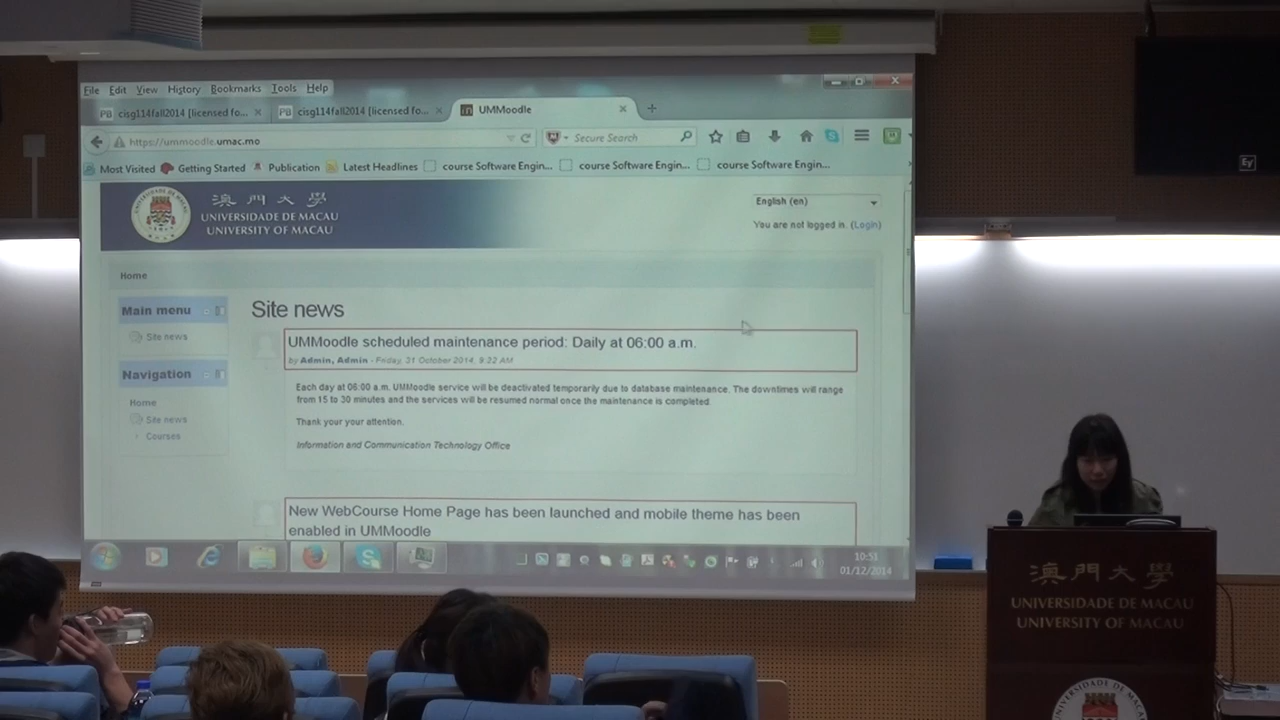 File Edit View History Bookmarks Tools Help
cisg114fall2014 [licensed fo... cisg114fall2014 [licensed fo... UMMoodle
https://ummoodle.umac.mo Secure Search
Most Visited Getting Started Publication Latest Headlines course Software Engin... course Software Engin... course Software Engin...
澳門大學
UNIVERSIDADE DE MACAU
UNIVERSITY OF MACAU
English (en)
You are not logged in. (Login)
Home
Main menu
Site news
Navigation
Home
Site news
Courses
Site news
UMMoodle scheduled maintenance period: Daily at 06:00 a.m.
by Admin, Admin - Friday, 31 October 2014, 9:22 AM
Each day at 06:00 a.m. UMMoodle service will be deactivated temporarily due to database maintenance. The downtimes will range
from 15 to 30 minutes and the services will be resumed normal once the maintenance is completed.
Thank your your attention.
Information and Communication Technology Office
New WebCourse Home Page has been launched and mobile theme has been
enabled in UMMoodle
10:51
01/12/2014
澳門大學
UNIVERSIDADE DE MACAU
UNIVERSITY OF MACAU